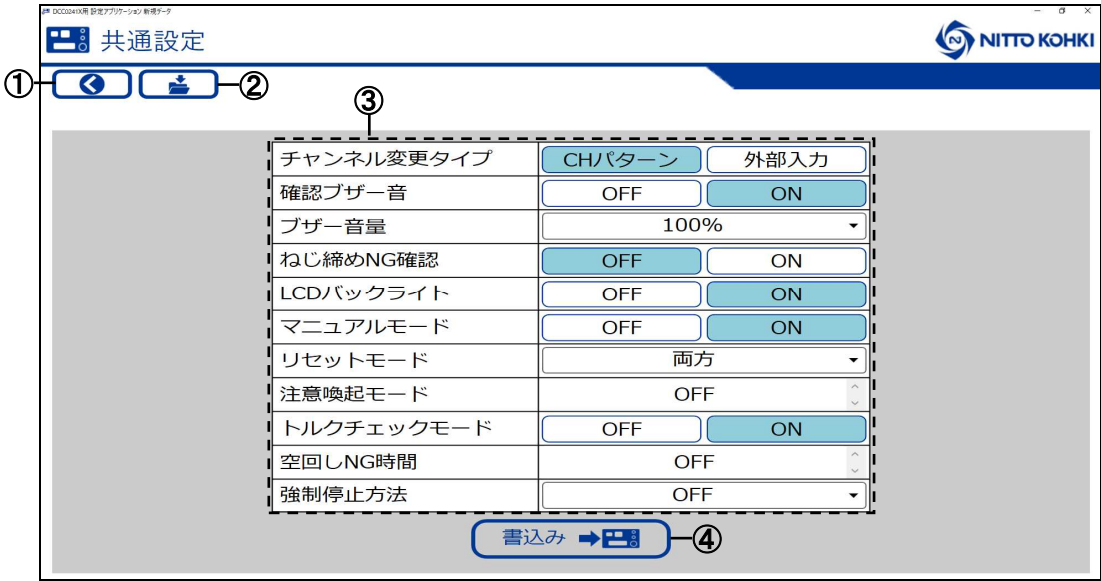 DCC0241X用 設定アプリケーション 新規データ
共通設定
NITTO KOHKI
①
②
③
チャンネル変更タイプ CHパターン 外部入力
確認ブザー音 OFF ON
ブザー音量 100%
ねじ締めNG確認 OFF ON
LCDバックライト OFF ON
マニュアルモード OFF ON
リセットモード 両方
注意喚起モード OFF
トルクチェックモード OFF ON
空回しNG時間 OFF
強制停止方法 OFF
書込み
④